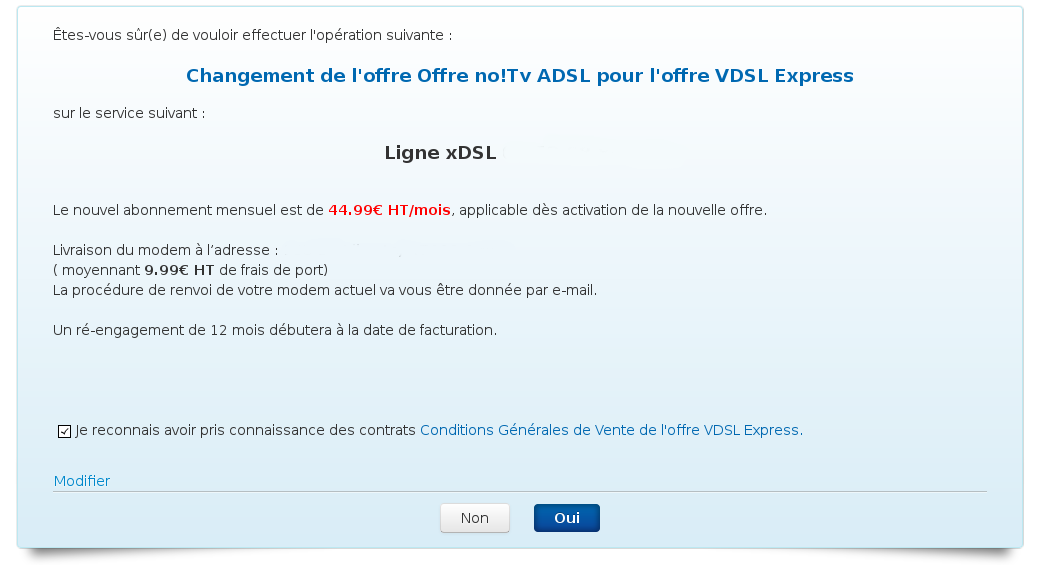 Êtes-vous sûr(e) de vouloir effectuer l'opération suivante :
Changement de l'offre Offre no!Tv ADSL pour l'offre VDSL Express
sur le service suivant :
Ligne xDSL
Le nouvel abonnement mensuel est de 44.99€ HT/mois, applicable dès activation de la nouvelle offre.
Livraison du modem à l’adresse :
( moyennant 9.99€ HT de frais de port)
La procédure de renvoi de votre modem actuel va vous être donnée par e-mail.
Un ré-engagement de 12 mois débutera à la date de facturation.
Je reconnais avoir pris connaissance des contrats Conditions Générales de Vente de l'offre VDSL Express.
Modifier
Non Oui